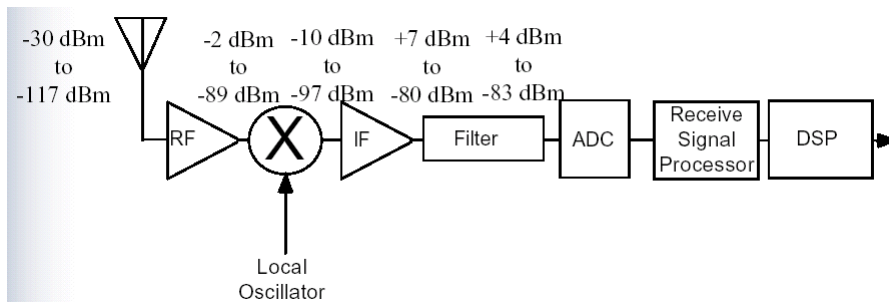 -30 dBm
to
-117 dBm
-2 dBm
to
-89 dBm
-10 dBm
to
-97 dBm
+7 dBm
to
-80 dBm
+4 dBm
to
-83 dBm
RF
X
IF
Filter
ADC
Receive
Signal
Processor
DSP
Local
Oscillator